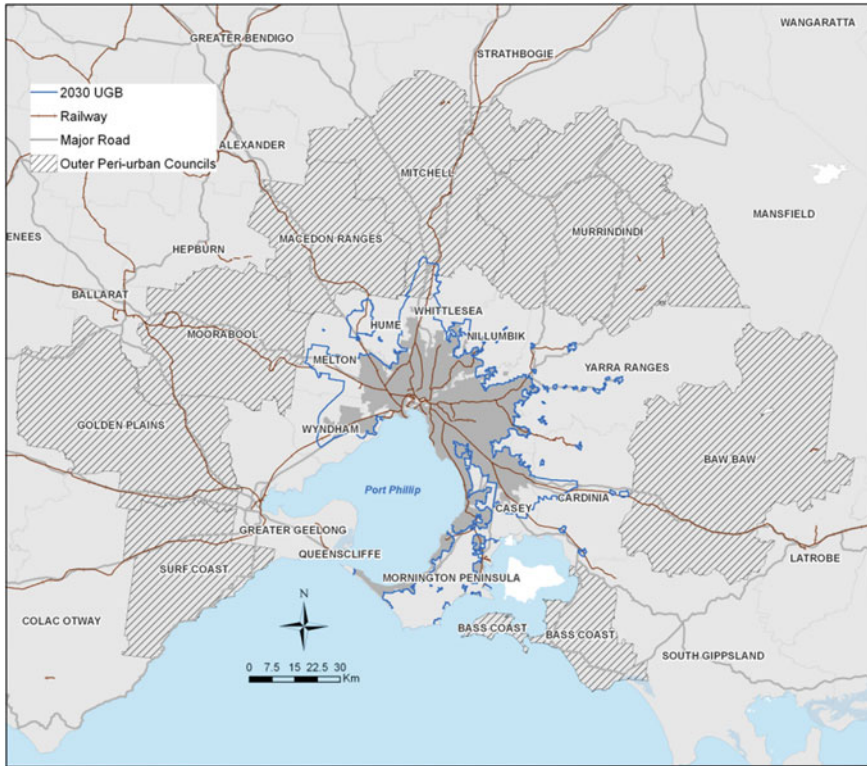 WANGARATTA
GREATER BENDIGO
STRATHBOGIE
2030 UGB
Railway
Major Road
Outer Peri-urban Councils
ALEXANDER
MITCHELL
MANSFIELD
MURRINDINDI
MACEDON RANGES
ENEES
HEPBURN
BALLARAT
WHITTLESEA
HUME
MOORABOOL
NILLUMBIK
MELTON
YARRA RANGES
GOLDEN PLAINS
WYNDHAM
BAW BAW
Port Phillip
CARDINIA
CASEY
GREATER GEELONG
QUEENSCLIFFE
LATROBE
SURF COAST
MORNINGTON PENINSULA
N
COLAC OTWAY
BASS COAST
BASS COAST
SOUTH GIPPSLAND
0 7.5 15 22.5 30
Km